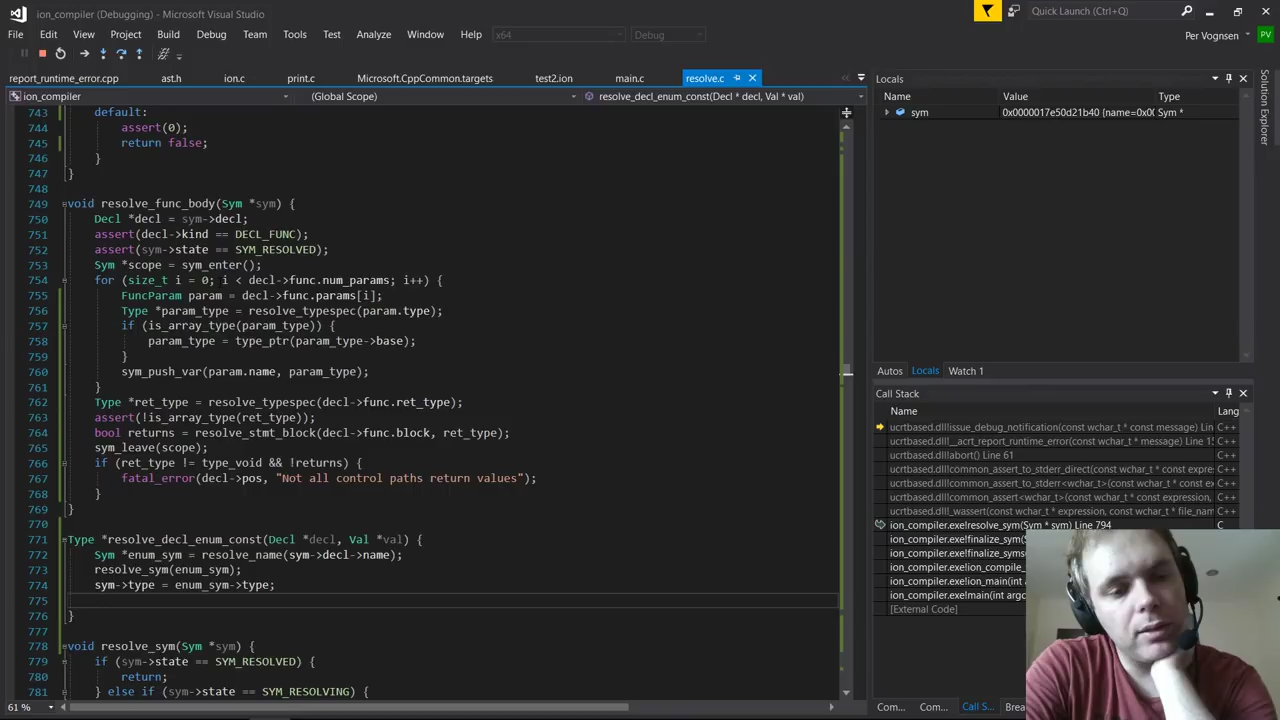 ion_compiler (Debugging) - Microsoft Visual Studio
Quick Launch (Ctrl+Q)
File Edit View Project Build Debug Team Tools Test Analyze Window Help x64 Debug
Per Vognsen PV
report_runtime_error.cpp ast.h ion.c print.c Microsoft.CppCommon.targets test2.ion main.c resolve.c
ion_compiler (Global Scope) resolve_decl_enum_const(Decl * decl, Val * val)
743 default:
744 assert(0);
745 return false;
746 }
747 }
748
749 void resolve_func_body(Sym *sym) {
750 Decl *decl = sym->decl;
751 assert(decl->kind == DECL_FUNC);
752 assert(sym->state == SYM_RESOLVED);
753 Sym *scope = sym_enter();
754 for (size_t i = 0; i < decl->func.num_params; i++) {
755 FuncParam param = decl->func.params[i];
756 Type *param_type = resolve_typespec(param.type);
757 if (is_array_type(param_type)) {
758 param_type = type_ptr(param_type->base);
759 }
760 sym_push_var(param.name, param_type);
761 }
762 Type *ret_type = resolve_typespec(decl->func.ret_type);
763 assert(!is_array_type(ret_type));
764 bool returns = resolve_stmt_block(decl->func.block, ret_type);
765 sym_leave(scope);
766 if (ret_type != type_void && !returns) {
767 fatal_error(decl->pos, "Not all control paths return values");
768 }
769 }
770
771 Type *resolve_decl_enum_const(Decl *decl, Val *val) {
772 Sym *enum_sym = resolve_name(sym->decl->name);
773 resolve_sym(enum_sym);
774 sym->type = enum_sym->type;
775
776 }
777
778 void resolve_sym(Sym *sym) {
779 if (sym->state == SYM_RESOLVED) {
780 return;
781 } else if (sym->state == SYM_RESOLVING) {
61 %
Locals
Name Value Type
sym 0x0000017e50d21b40 {name=0x0( Sym *
Autos Locals Watch 1
Call Stack
Name Lang
ucrtbased.dll!issue_debug_notification(const wchar_t * const message) Lin C++
ucrtbased.dll!__acrt_report_runtime_error(const wchar_t * message) Line 15 C++
ucrtbased.dll!abort() Line 61 C++
ucrtbased.dll!common_assert_to_stderr_direct(const wchar_t * const expre C++
ucrtbased.dll!common_assert_to_stderr<wchar_t>(const wchar_t * const C++
ucrtbased.dll!common_assert<wchar_t>(const wchar_t * const expression, C++
ucrtbased.dll!_wassert(const wchar_t * expression, const wchar_t * file_nam C++
ion_compiler.exe!resolve_sym(Sym * sym) Line 794 C
ion_compiler.exe!finalize_sym(S
ion_compiler.exe!finalize_syms(
ion_compiler.exe!ion_compile_
ion_compiler.exe!ion_main(int
ion_compiler.exe!main(int argc
[External Code]
Com... Com... Call S... Brea
Solution Explorer